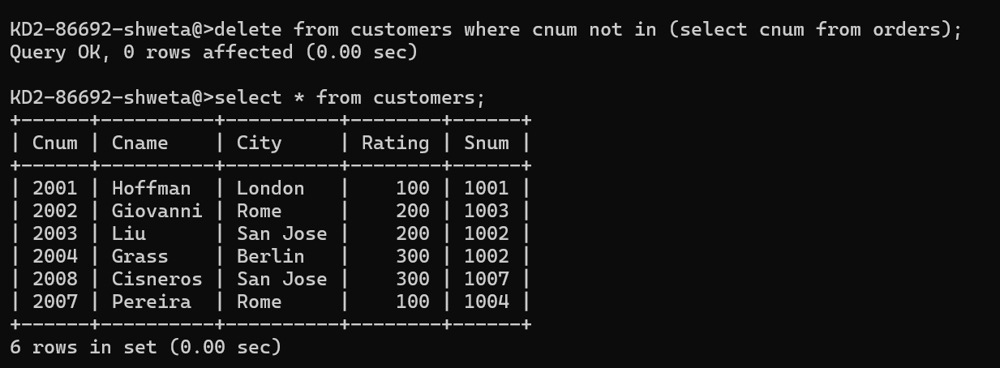 KD2-86692-shweta@>delete from customers where cnum not in (select cnum from orders);
Query OK, 0 rows affected (0.00 sec)

KD2-86692-shweta@>select * from customers;
+------+----------+----------+--------+------+
| Cnum | Cname    | City     | Rating | Snum |
+------+----------+----------+--------+------+
| 2001 | Hoffman  | London   |    100 | 1001 |
| 2002 | Giovanni | Rome     |    200 | 1003 |
| 2003 | Liu      | San Jose |    200 | 1002 |
| 2004 | Grass    | Berlin   |    300 | 1002 |
| 2008 | Cisneros | San Jose |    300 | 1007 |
| 2007 | Pereira  | Rome     |    100 | 1004 |
+------+----------+----------+--------+------+
6 rows in set (0.00 sec)